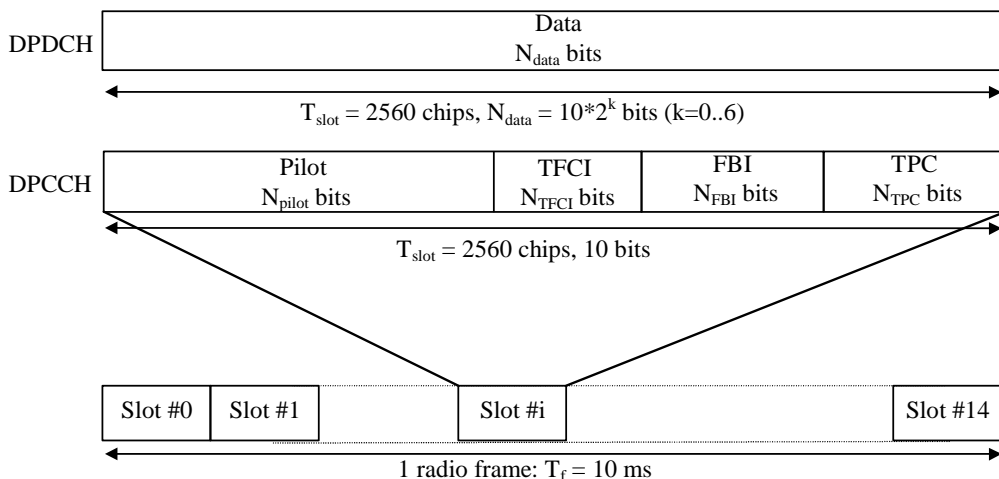 Data
DPDCH
N_data bits
T_slot = 2560 chips, N_data = 10*2^k bits (k=0..6)
Pilot TFCI FBI TPC
DPCCH
N_pilot bits N_TFCI bits N_FBI bits N_TPC bits
T_slot = 2560 chips, 10 bits
Slot #0 Slot #1 Slot #i Slot #14
1 radio frame: T_f = 10 ms